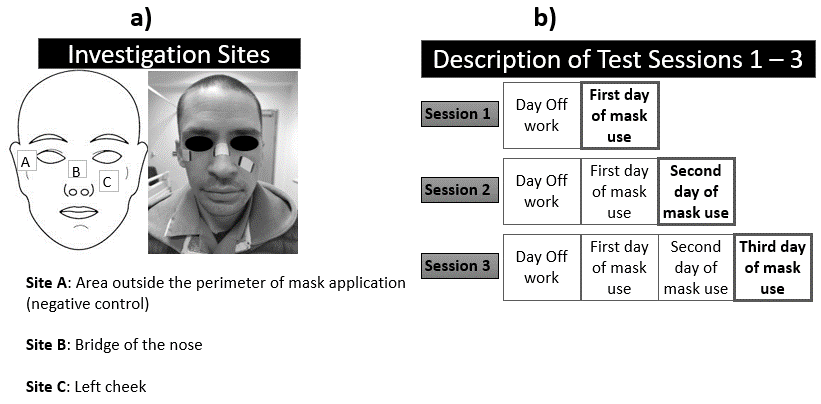 a)
Investigation Sites
A
B
C
Site A: Area outside the perimeter of mask application
(negative control)
Site B: Bridge of the nose
Site C: Left cheek
b)
Description of Test Sessions 1 – 3
Session 1
Day Off
work
First day
of mask
use
Session 2
Day Off
work
First day
of mask
use
Second
day of
mask use
Session 3
Day Off
work
First day
of mask
use
Second
day of
mask use
Third day
of mask
use